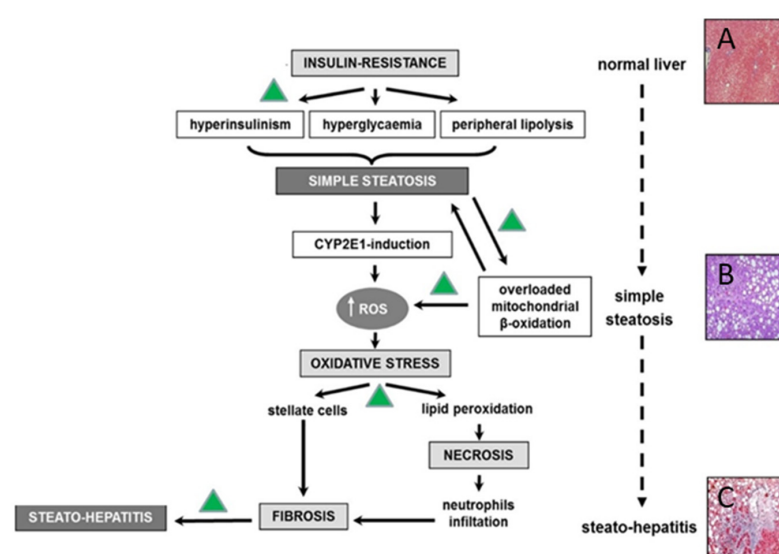 A
INSULIN-RESISTANCE
normal liver
hyperinsulinism
hyperglycaemia
peripheral lipolysis
SIMPLE STEATOSIS
CYP2E1-induction
B
overloaded
mitochondrial
β-oxidation
simple
steatosis
↑ ROS
OXIDATIVE STRESS
stellate cells
lipid peroxidation
NECROSIS
C
neutrophils
infiltation
STEATO-HEPATITIS
FIBROSIS
steato-hepatitis